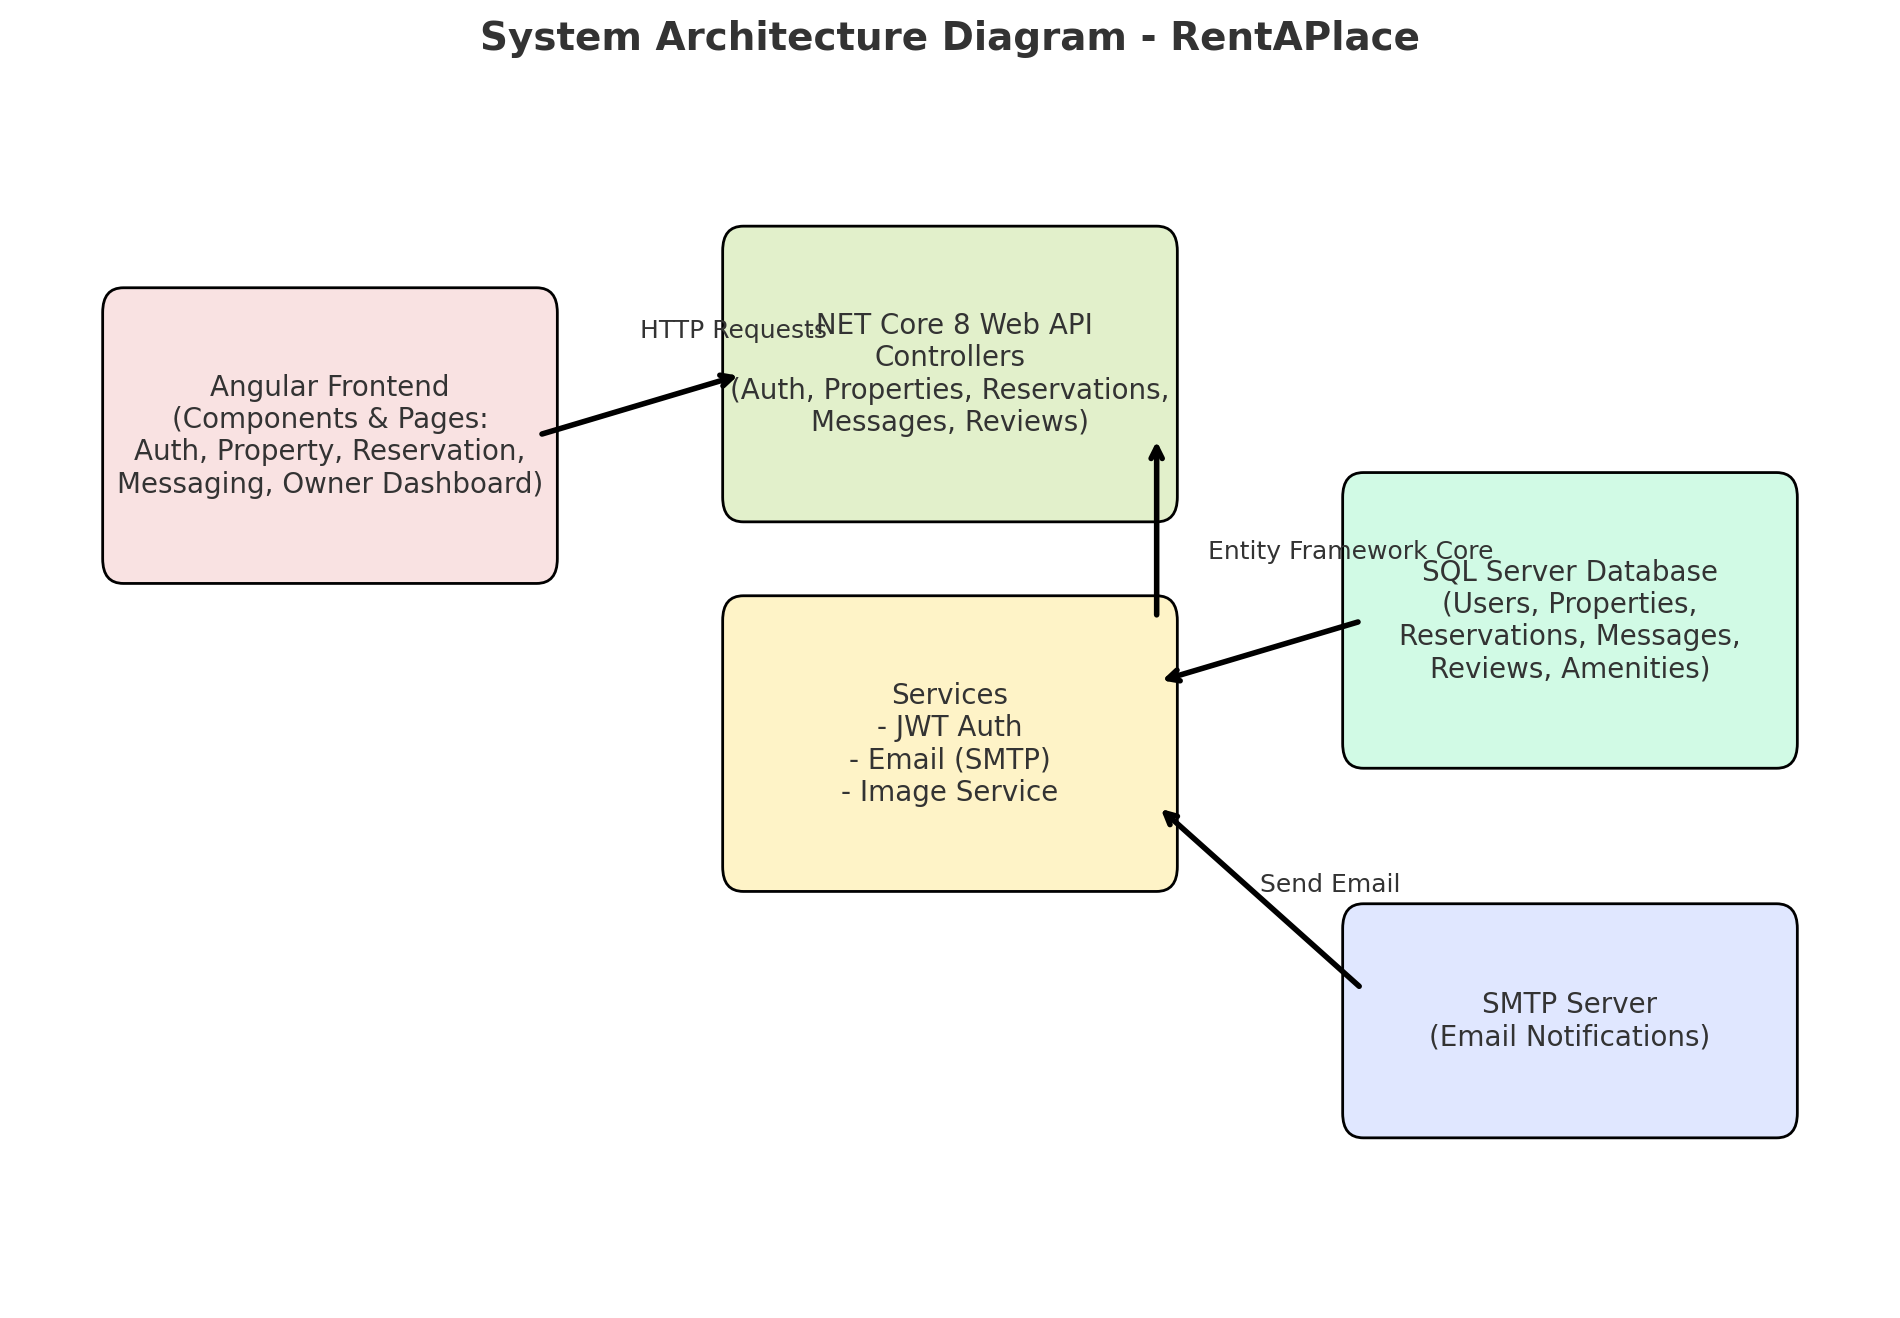 System Architecture Diagram - RentAPlace
Angular Frontend
(Components & Pages:
Auth, Property, Reservation,
Messaging, Owner Dashboard)
HTTP Requests
.NET Core 8 Web API
Controllers
(Auth, Properties, Reservations,
Messages, Reviews)
Entity Framework Core
SQL Server Database
(Users, Properties,
Reservations, Messages,
Reviews, Amenities)
Services
- JWT Auth
- Email (SMTP)
- Image Service
Send Email
SMTP Server
(Email Notifications)